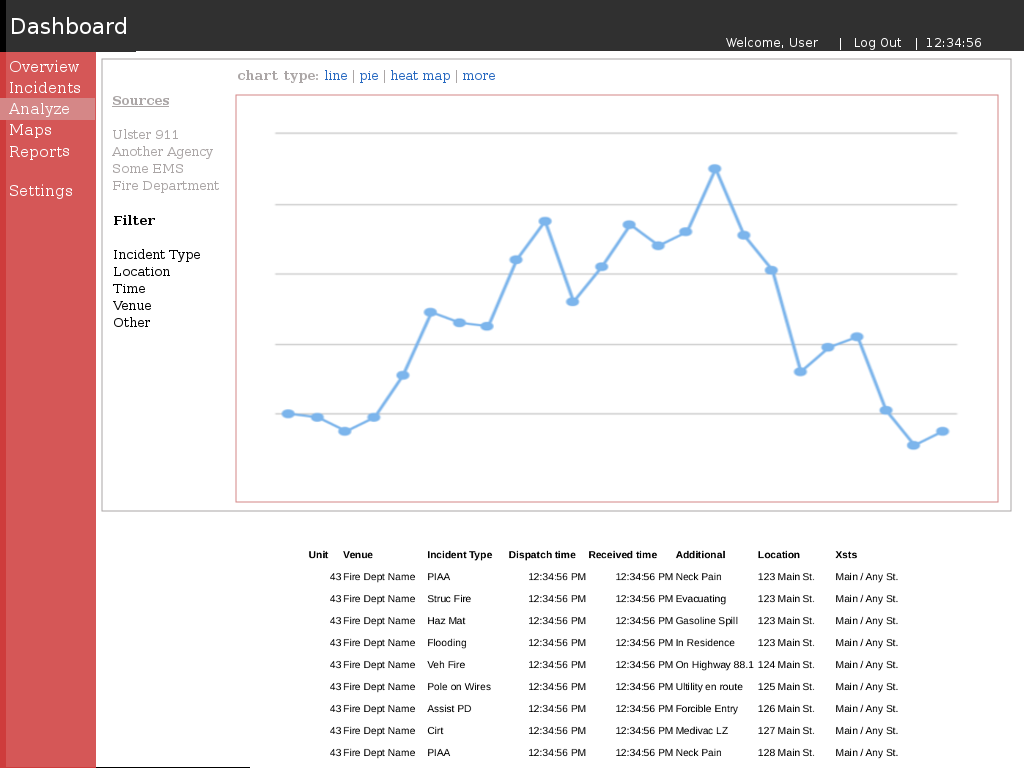 Dashboard
Welcome, User | Log Out | 12:34:56
Overview
Incidents
Analyze
Maps
Reports
Settings
chart type: line | pie | heat map | more
Sources
Ulster 911
Another Agency
Some EMS
Fire Department
Filter
Incident Type
Location
Time
Venue
Other
Unit Venue Incident Type Dispatch time Received time Additional Location Xsts
43 Fire Dept Name PIAA 12:34:56 PM 12:34:56 PM Neck Pain 123 Main St. Main / Any St.
43 Fire Dept Name Struc Fire 12:34:56 PM 12:34:56 PM Evacuating 123 Main St. Main / Any St.
43 Fire Dept Name Haz Mat 12:34:56 PM 12:34:56 PM Gasoline Spill 123 Main St. Main / Any St.
43 Fire Dept Name Flooding 12:34:56 PM 12:34:56 PM In Residence 123 Main St. Main / Any St.
43 Fire Dept Name Veh Fire 12:34:56 PM 12:34:56 PM On Highway 88.1 124 Main St. Main / Any St.
43 Fire Dept Name Pole on Wires 12:34:56 PM 12:34:56 PM Ultility en route 125 Main St. Main / Any St.
43 Fire Dept Name Assist PD 12:34:56 PM 12:34:56 PM Forcible Entry 126 Main St. Main / Any St.
43 Fire Dept Name Cirt 12:34:56 PM 12:34:56 PM Medivac LZ 127 Main St. Main / Any St.
43 Fire Dept Name PIAA 12:34:56 PM 12:34:56 PM Neck Pain 128 Main St. Main / Any St.